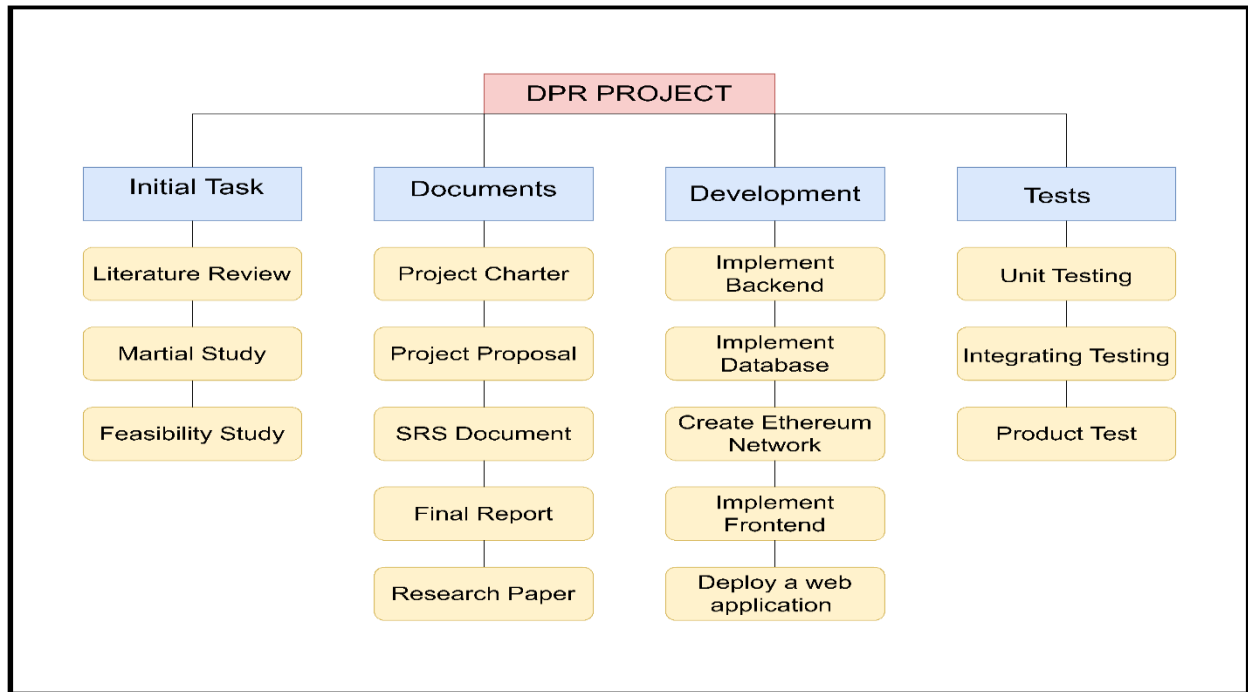 DPR PROJECT
Initial Task
Literature Review
Martial Study
Feasibility Study
Documents
Project Charter
Project Proposal
SRS Document
Final Report
Research Paper
Development
Implement
Backend
Implement
Database
Create Ethereum
Network
Implement
Frontend
Deploy a web
application
Tests
Unit Testing
Integrating Testing
Product Test